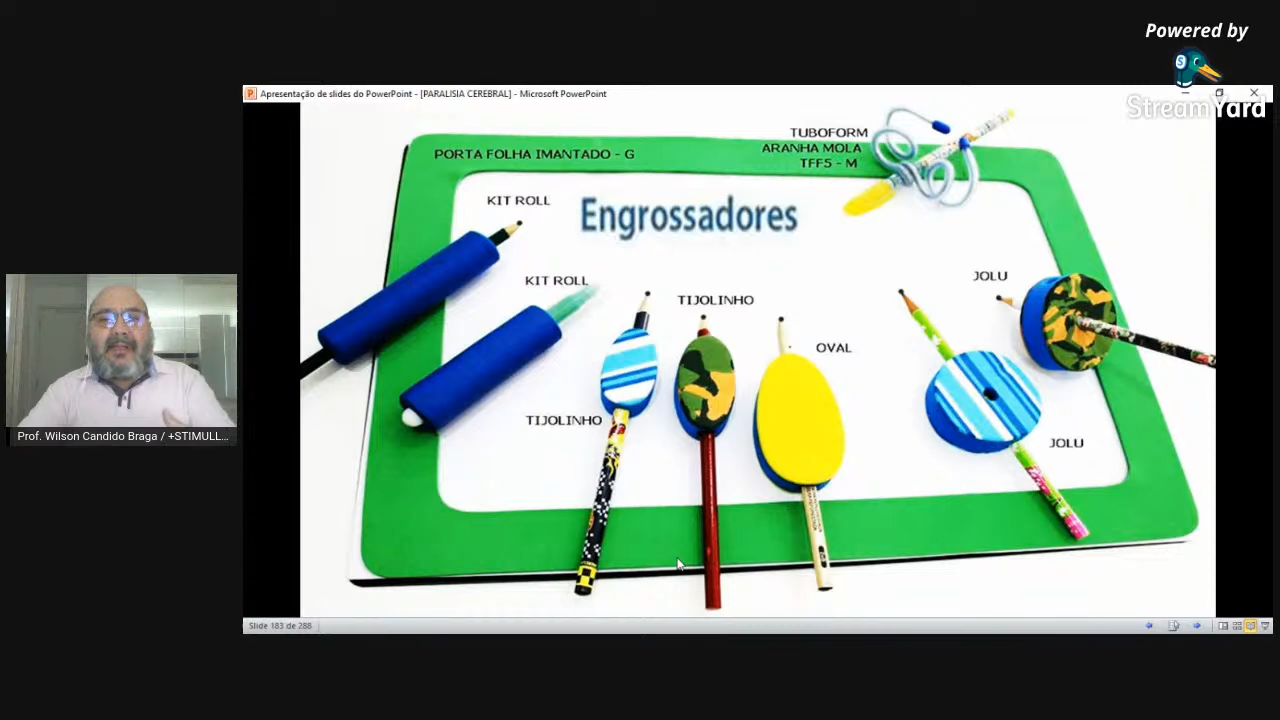 Powered by
StreamYard
Apresentação de slides do PowerPoint - [PARALISIA CEREBRAL] - Microsoft PowerPoint
TUBOFORM
ARANHA MOLA
TFF5 - M
PORTA FOLHA IMANTADO - G
KIT ROLL
Engrossadores
KIT ROLL
JOLU
TIJOLINHO
OVAL
TIJOLINHO
JOLU
Prof. Wilson Candido Braga / +STIMULL...
Slide 183 de 288